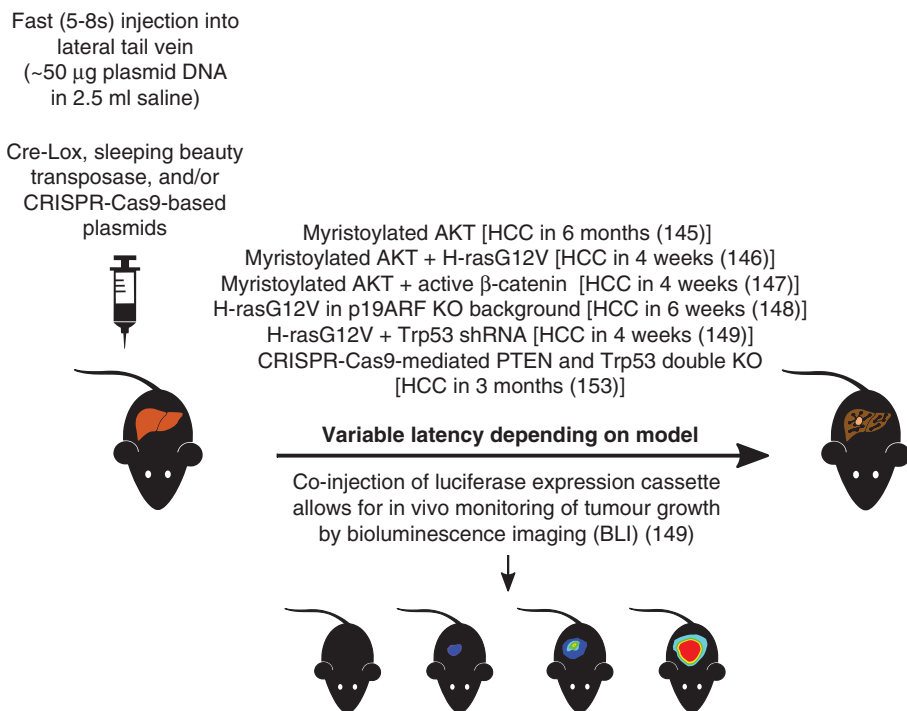 Fast (5-8s) injection into
lateral tail vein
(~50 μg plasmid DNA
in 2.5 ml saline)
Cre-Lox, sleeping beauty
transposase, and/or
CRISPR-Cas9-based
plasmids
Myristoylated AKT [HCC in 6 months (145)]
Myristoylated AKT + H-rasG12V [HCC in 4 weeks (146)]
Myristoylated AKT + active β-catenin [HCC in 4 weeks (147)]
H-rasG12V in p19ARF KO background [HCC in 6 weeks (148)]
H-rasG12V + Trp53 shRNA [HCC in 4 weeks (149)]
CRISPR-Cas9-mediated PTEN and Trp53 double KO
[HCC in 3 months (153)]
Variable latency depending on model
Co-injection of luciferase expression cassette
allows for in vivo monitoring of tumour growth
by bioluminescence imaging (BLI) (149)